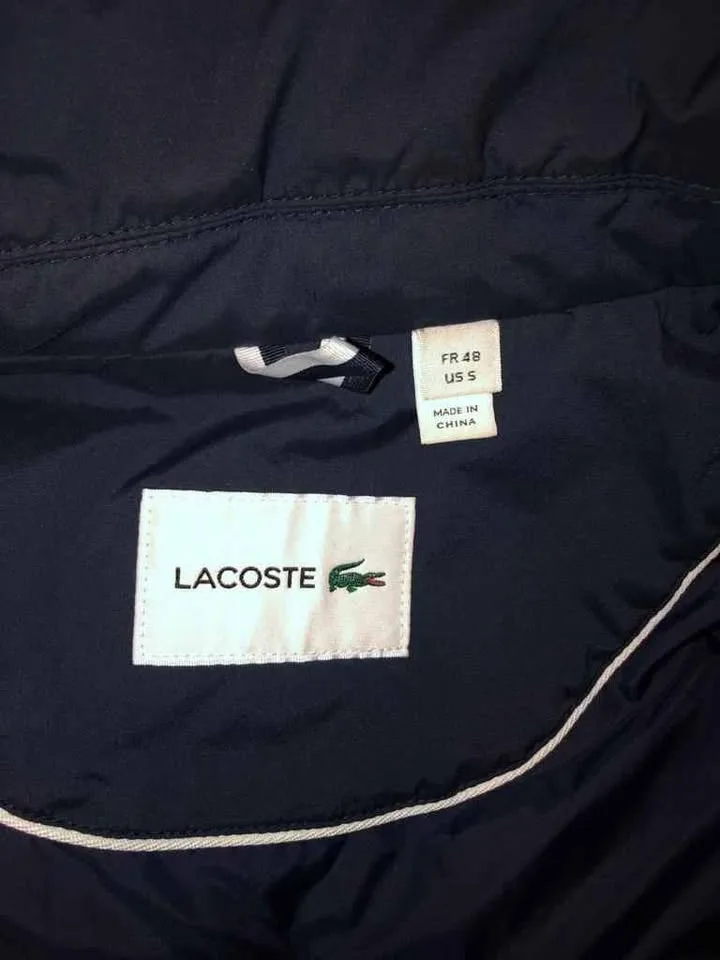 FR 48
US S
MADE IN
CHINA
LACOSTE